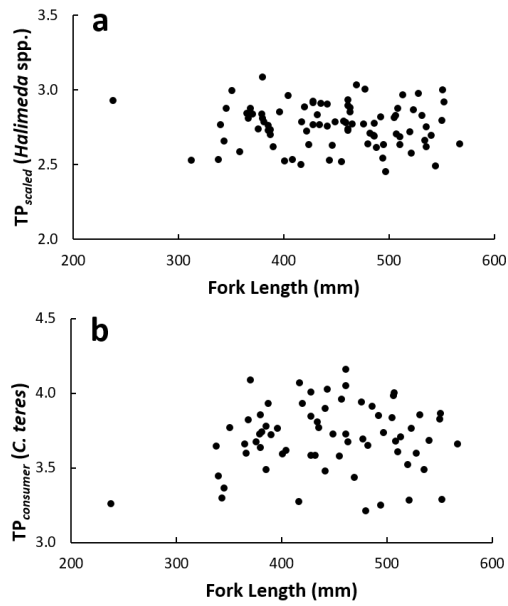 a
3.5
3.0
2.5
2.0
TPscaled (Halimeda spp.)
200 300 400 500 600
Fork Length (mm)
b
4.5
4.0
3.5
3.0
TPconsumer (C. teres)
200 300 400 500 600
Fork Length (mm)